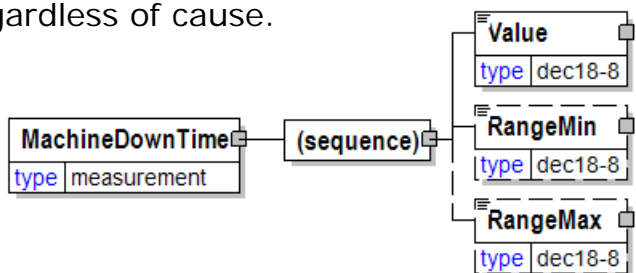 gardless of cause.
Value
type dec18-8
MachineDownTime
type measurement
(sequence)
RangeMin
type dec18-8
RangeMax
type dec18-8